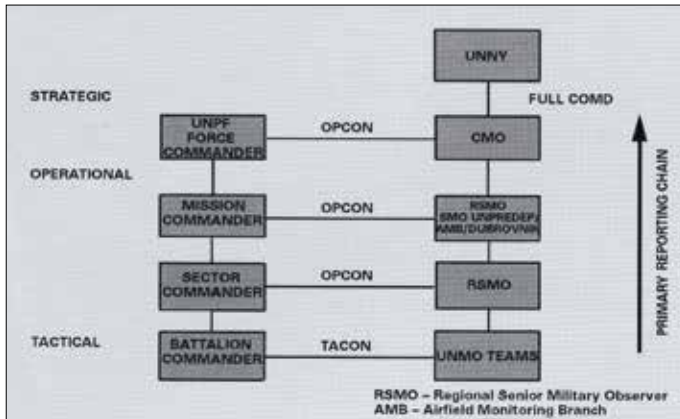 UNNY
STRATEGIC
FULL COMD
UNPF
FORCE
COMMANDER
OPCON
CMO
OPERATIONAL
MISSION
COMMANDER
OPCON
RSMO
SMO UNPREDEP/
AMB/DUBROVNIK
SECTOR
COMMANDER
OPCON
RSMO
TACTICAL
BATTALION
COMMANDER
TACON
UNMO TEAMS
PRIMARY REPORTING CHAIN
RSMO – Regional Senior Military Observer
AMB – Airfield Monitoring Branch